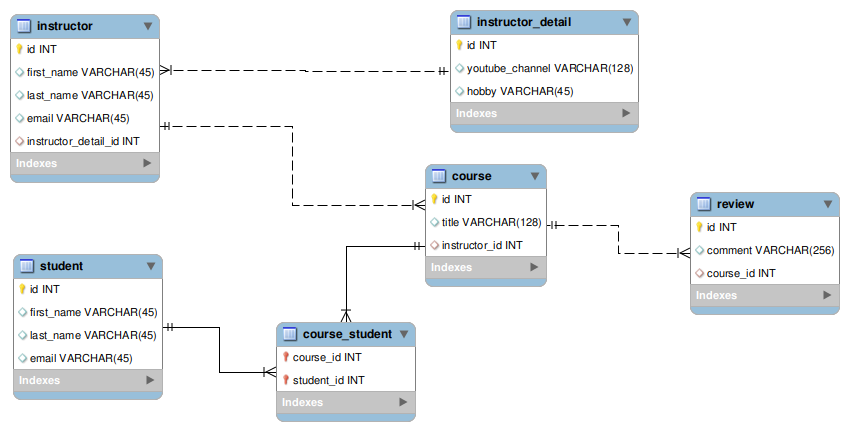 instructor
id INT
first_name VARCHAR(45)
last_name VARCHAR(45)
email VARCHAR(45)
instructor_detail_id INT
Indexes
instructor_detail
id INT
youtube_channel VARCHAR(128)
hobby VARCHAR(45)
Indexes
course
id INT
title VARCHAR(128)
instructor_id INT
Indexes
review
id INT
comment VARCHAR(256)
course_id INT
Indexes
student
id INT
first_name VARCHAR(45)
last_name VARCHAR(45)
email VARCHAR(45)
Indexes
course_student
course_id INT
student_id INT
Indexes